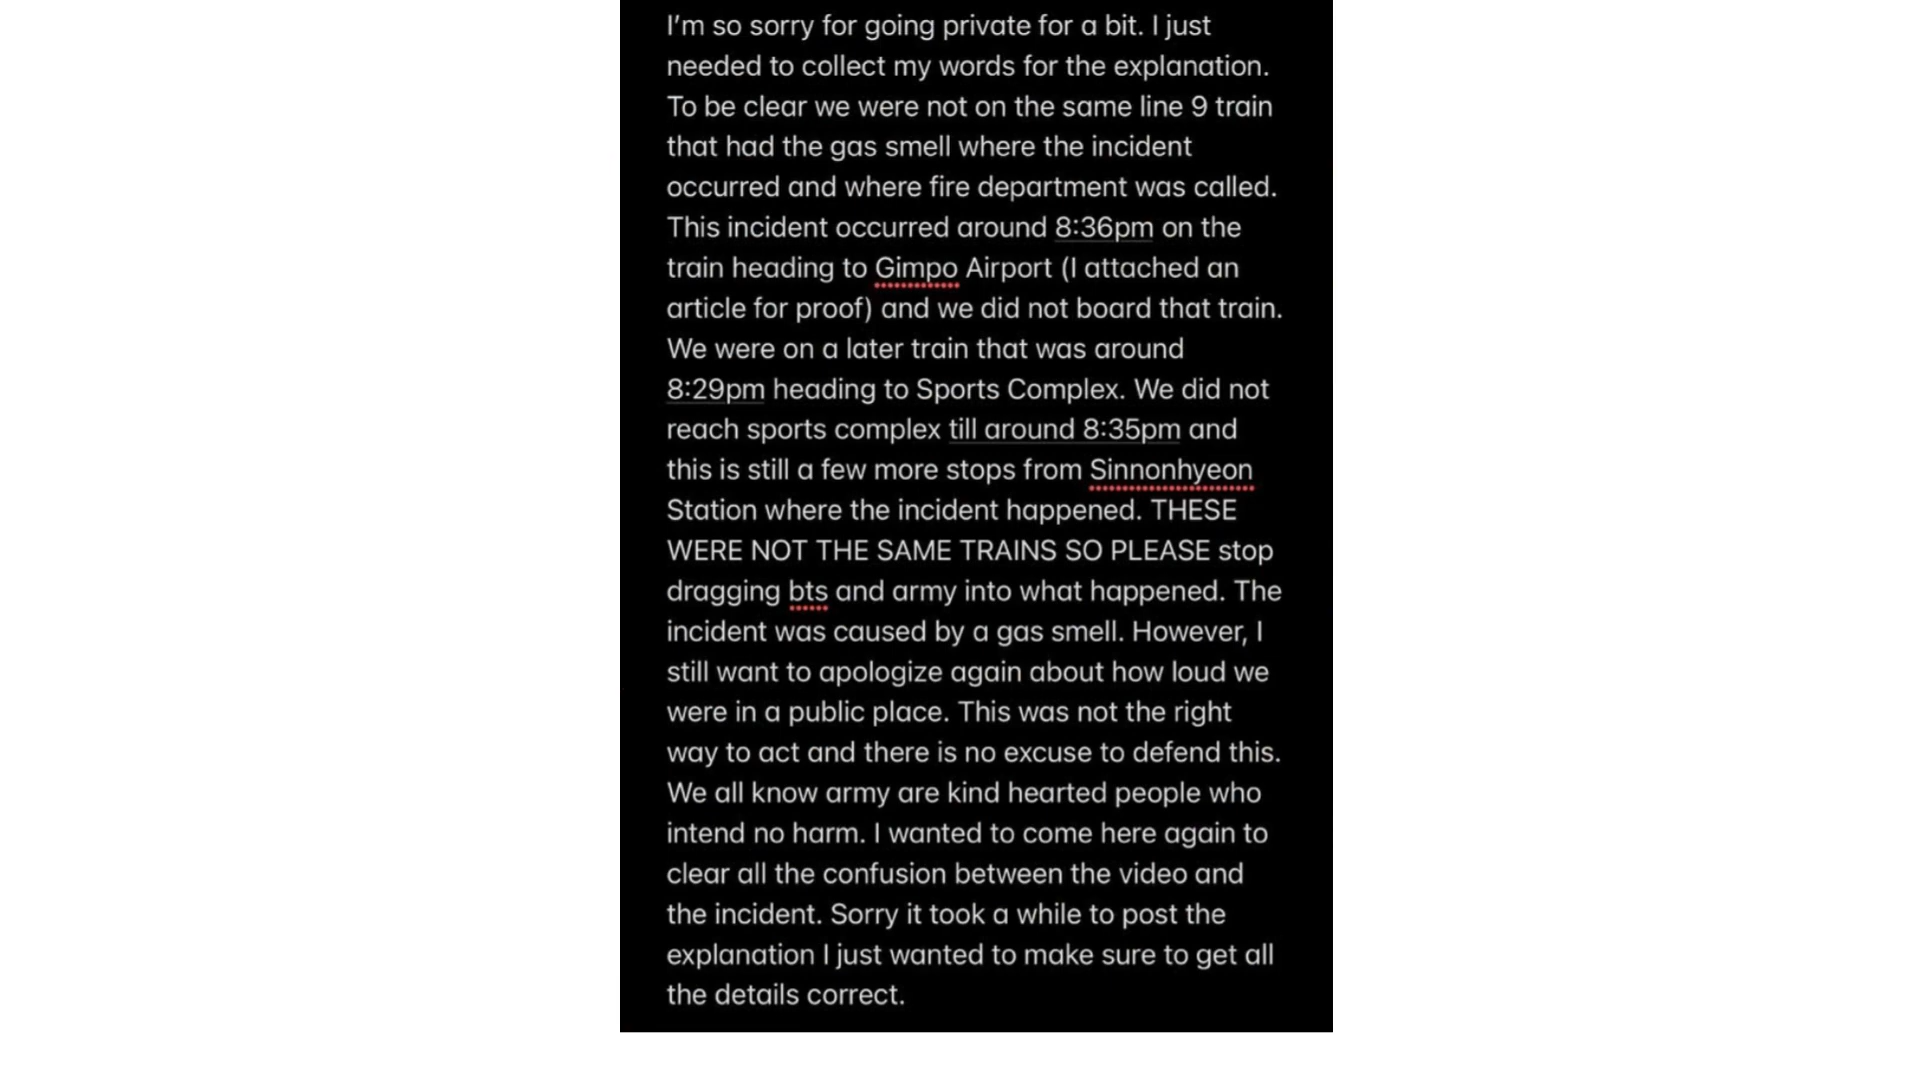 I'm so sorry for going private for a bit. I just
needed to collect my words for the explanation.
To be clear we were not on the same line 9 train
that had the gas smell where the incident
occurred and where fire department was called.
This incident occurred around 8:36pm on the
train heading to Gimpo Airport (I attached an
article for proof) and we did not board that train.
We were on a later train that was around
8:29pm heading to Sports Complex. We did not
reach sports complex till around 8:35pm and
this is still a few more stops from Sinnonhyeon
Station where the incident happened. THESE
WERE NOT THE SAME TRAINS SO PLEASE stop
dragging bts and army into what happened. The
incident was caused by a gas smell. However, I
still want to apologize again about how loud we
were in a public place. This was not the right
way to act and there is no excuse to defend this.
We all know army are kind hearted people who
intend no harm. I wanted to come here again to
clear all the confusion between the video and
the incident. Sorry it took a while to post the
explanation I just wanted to make sure to get all
the details correct.